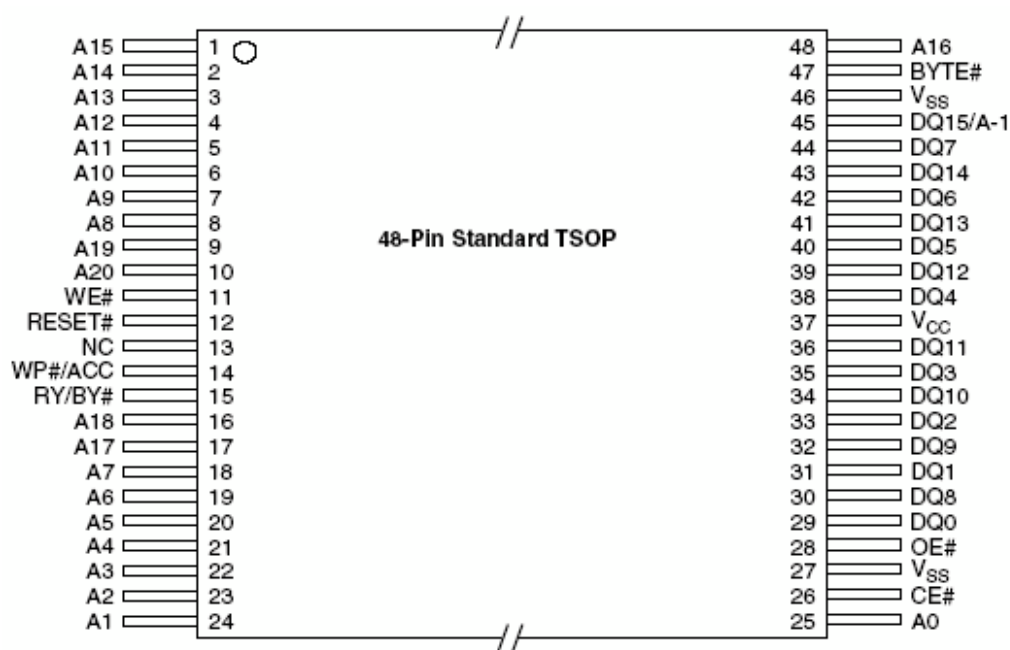 A15 1 48 A16
A14 2 47 BYTE#
A13 3 46 VSS
A12 4 45 DQ15/A-1
A11 5 44 DQ7
A10 6 43 DQ14
A9 7 42 DQ6
A8 8 41 DQ13
A19 9 48-Pin Standard TSOP 40 DQ5
A20 10 39 DQ12
WE# 11 38 DQ4
RESET# 12 37 VCC
NC 13 36 DQ11
WP#/ACC 14 35 DQ3
RY/BY# 15 34 DQ10
A18 16 33 DQ2
A17 17 32 DQ9
A7 18 31 DQ1
A6 19 30 DQ8
A5 20 29 DQ0
A4 21 28 OE#
A3 22 27 VSS
A2 23 26 CE#
A1 24 25 A0